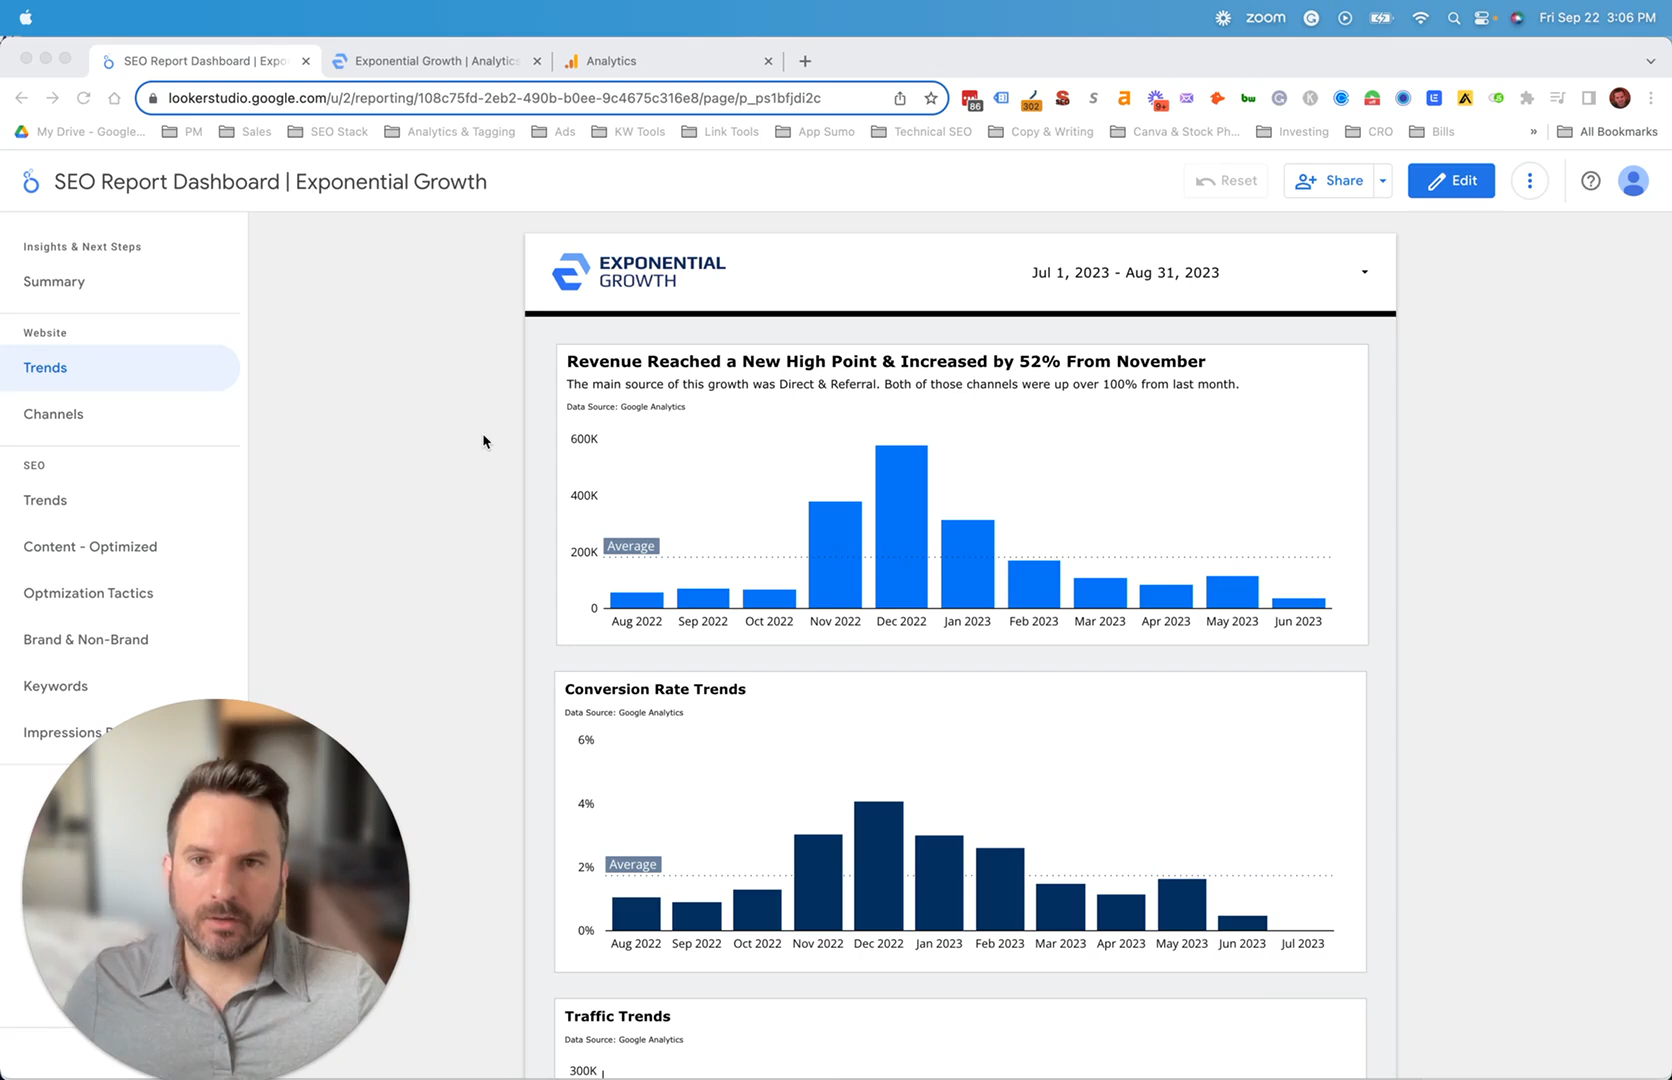 zoom
Fri Sep 22 3:06 PM
SEO Report Dashboard | Expo
Exponential Growth | Analytics
Analytics
lookerstudio.google.com/u/2/reporting/108c75fd-2eb2-490b-b0ee-9c4675c316e8/page/p_ps1bfjdi2c
86
302
9+
bw
My Drive - Google...
PM
Sales
SEO Stack
Analytics & Tagging
Ads
KW Tools
Link Tools
App Sumo
Technical SEO
Copy & Writing
Canva & Stock Ph...
Investing
CRO
Bills
»
All Bookmarks
SEO Report Dashboard | Exponential Growth
Reset
Share
Edit
Insights & Next Steps
Summary
Website
Trends
Channels
SEO
Trends
Content - Optimized
Optmization Tactics
Brand & Non-Brand
Keywords
Impressions
EXPONENTIAL
GROWTH
Jul 1, 2023 - Aug 31, 2023
Revenue Reached a New High Point & Increased by 52% From November
The main source of this growth was Direct & Referral. Both of those channels were up over 100% from last month.
Data Source: Google Analytics
600K
400K
200K
Average
0
Aug 2022 Sep 2022 Oct 2022 Nov 2022 Dec 2022 Jan 2023 Feb 2023 Mar 2023 Apr 2023 May 2023 Jun 2023
Conversion Rate Trends
Data Source: Google Analytics
6%
4%
2%
Average
0%
Aug 2022 Sep 2022 Oct 2022 Nov 2022 Dec 2022 Jan 2023 Feb 2023 Mar 2023 Apr 2023 May 2023 Jun 2023 Jul 2023
Traffic Trends
Data Source: Google Analytics
300K